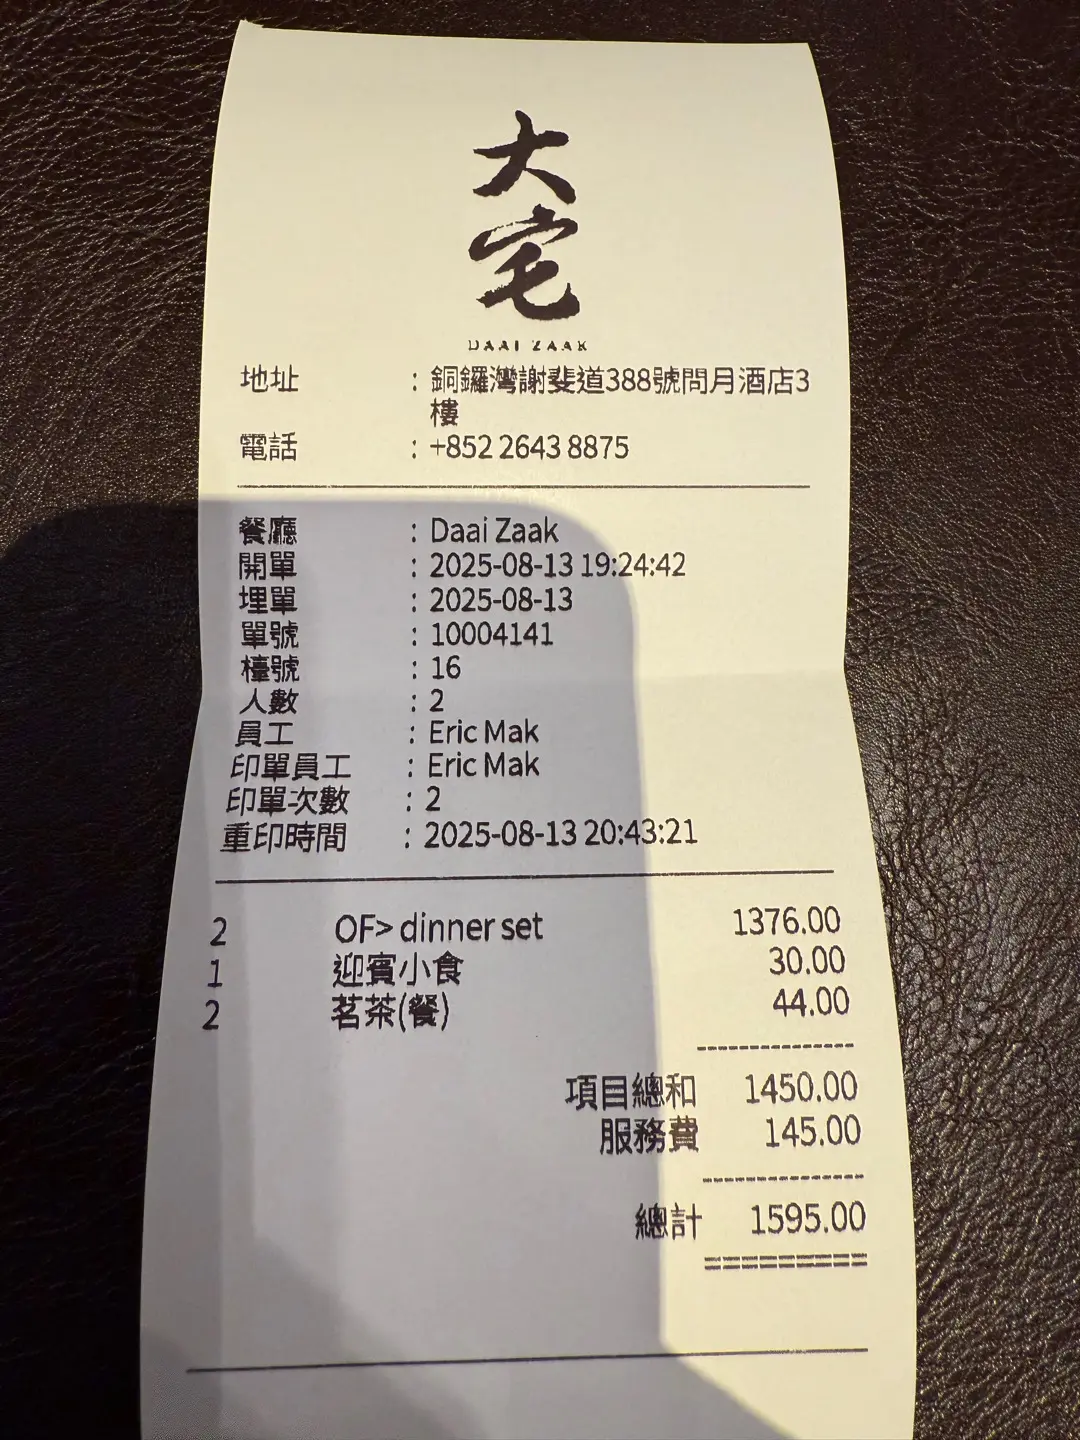 大宅
DAAI ZAAK
地址 : 銅鑼灣謝斐道388號問月酒店3
樓
電話 : +852 2643 8875
餐廳 : Daai Zaak
開單 : 2025-08-13 19:24:42
埋單 : 2025-08-13
單號 : 10004141
檯號 : 16
人數 : 2
員工 : Eric Mak
印單員工 : Eric Mak
印單次數 : 2
重印時間 : 2025-08-13 20:43:21
2 OF> dinner set 1376.00
1 迎賓小食 30.00
2 茗茶(餐) 44.00
項目總和 1450.00
服務費 145.00
總計 1595.00